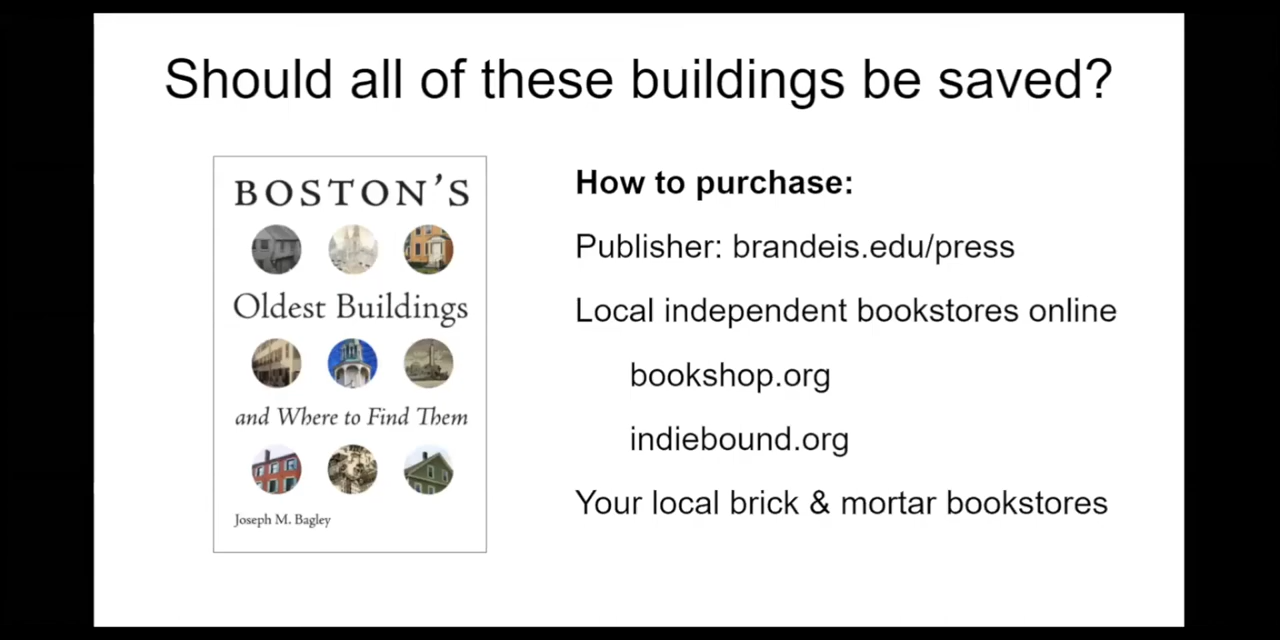 Should all of these buildings be saved?
BOSTON'S
Oldest Buildings
and Where to Find Them
Joseph M. Bagley
How to purchase:
Publisher: brandeis.edu/press
Local independent bookstores online
bookshop.org
indiebound.org
Your local brick & mortar bookstores